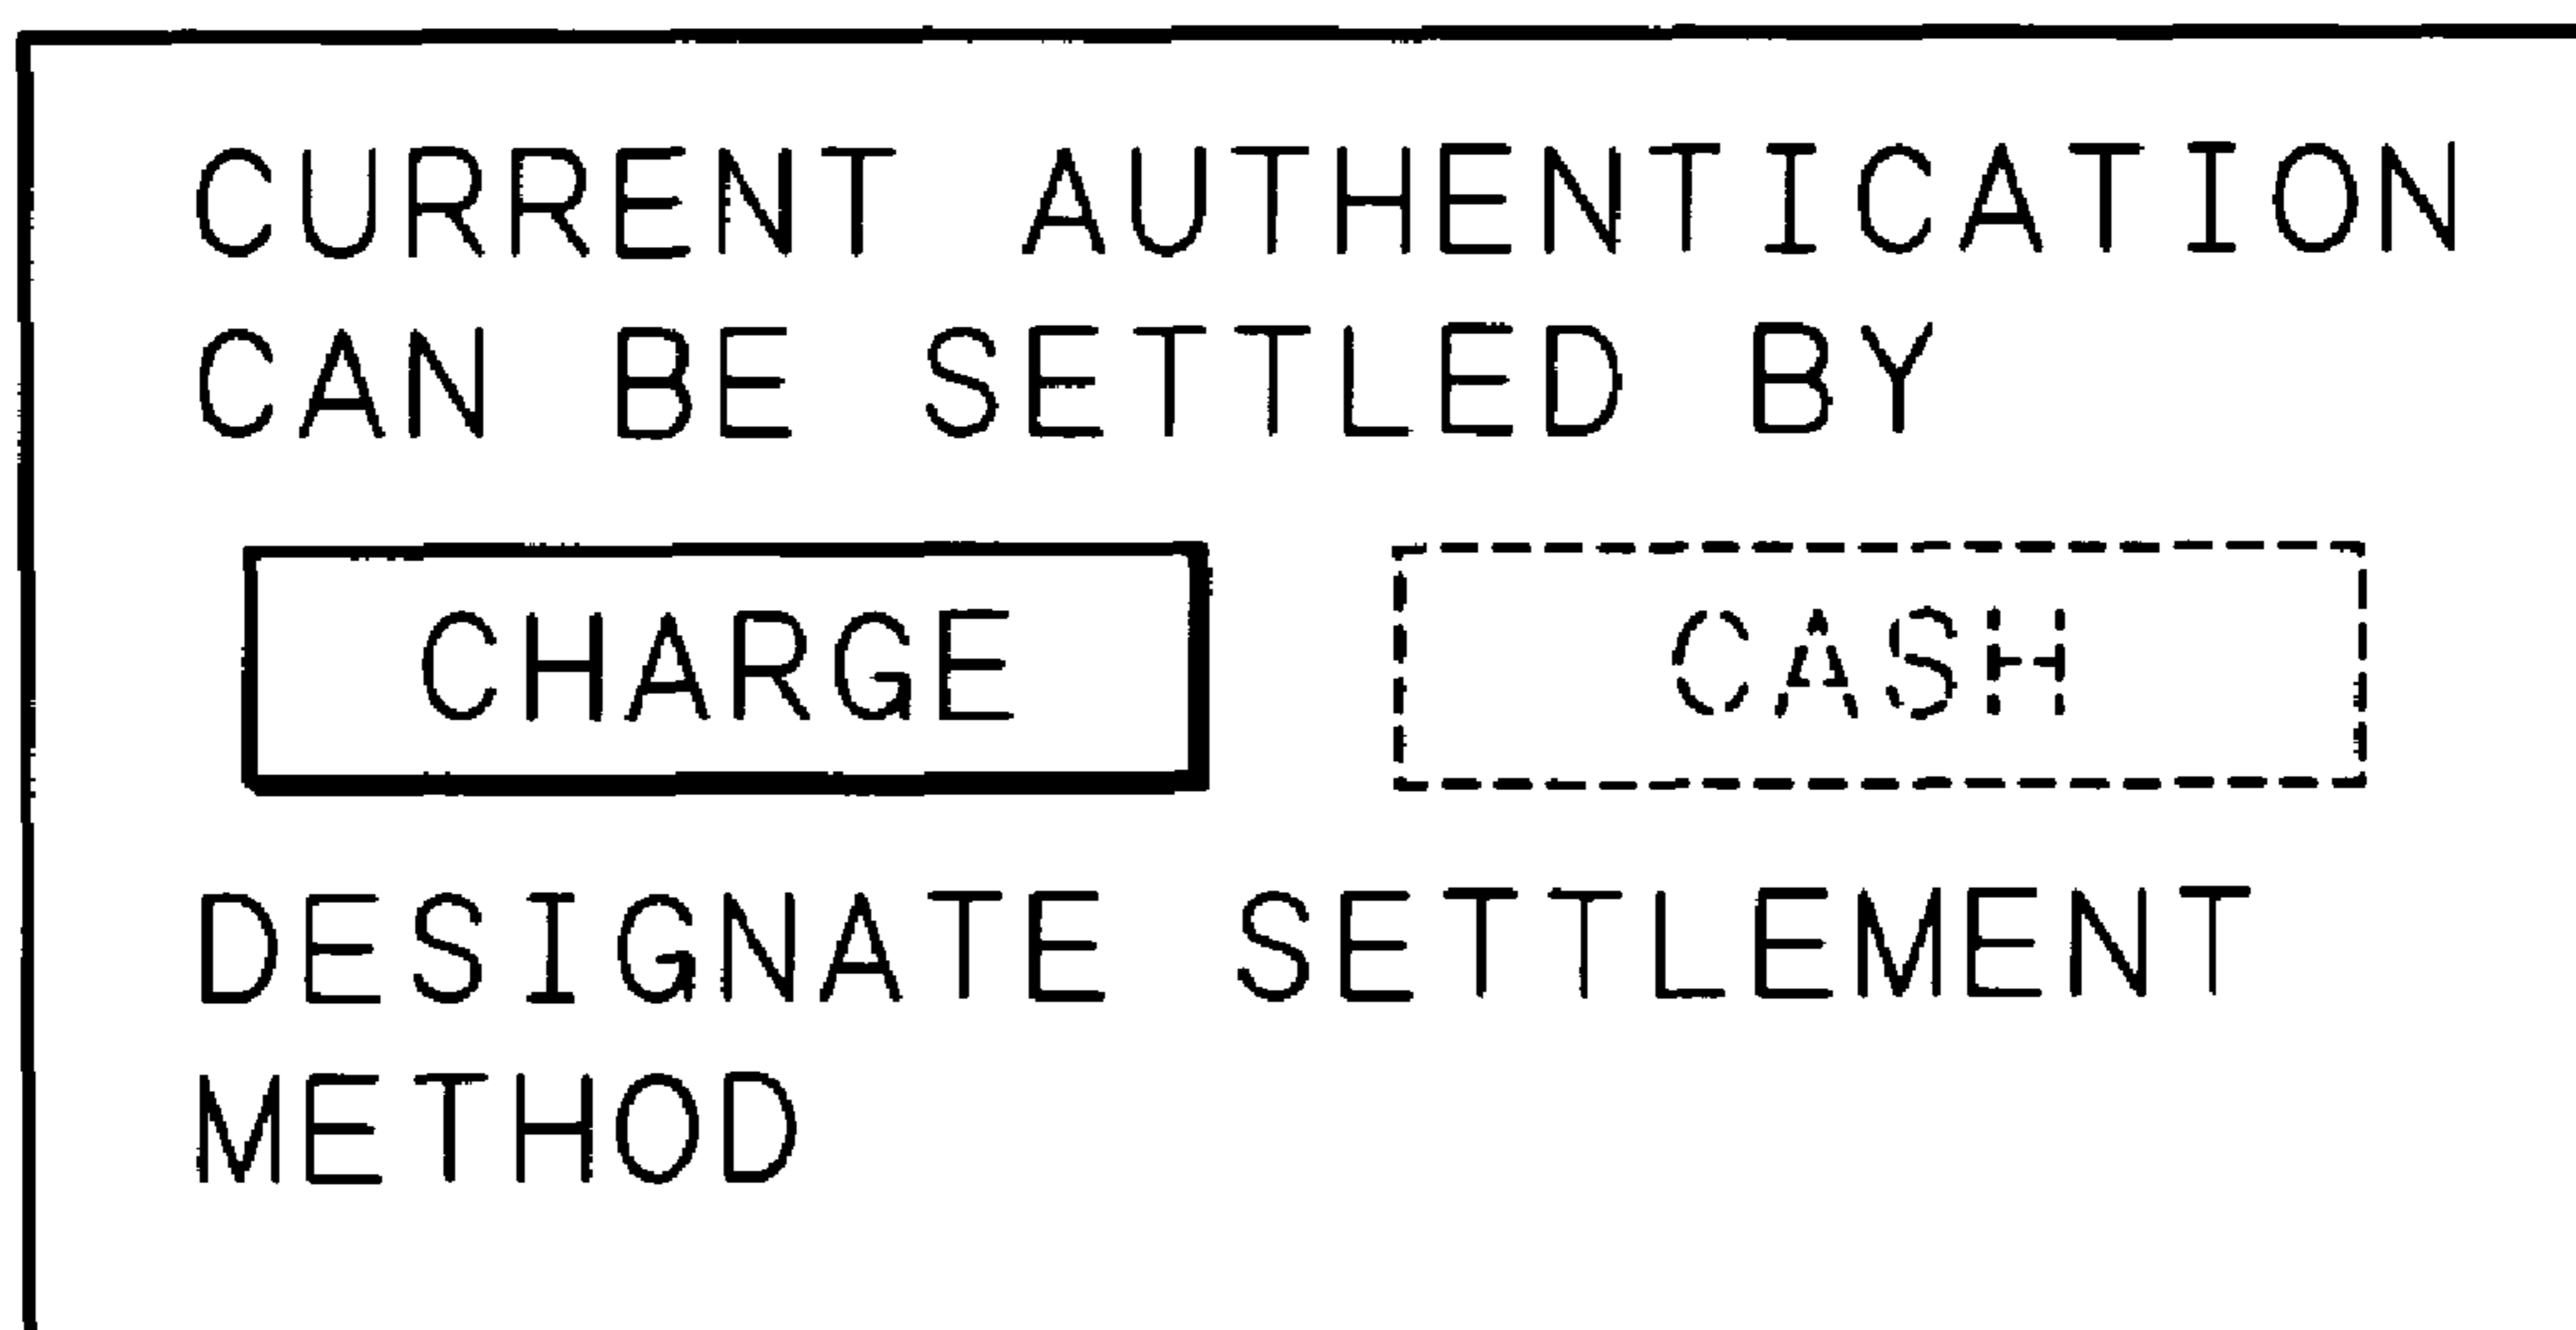 CURRENT AUTHENTICATION
CAN BE SETTLED BY
CHARGE CASH
DESIGNATE SETTLEMENT
METHOD